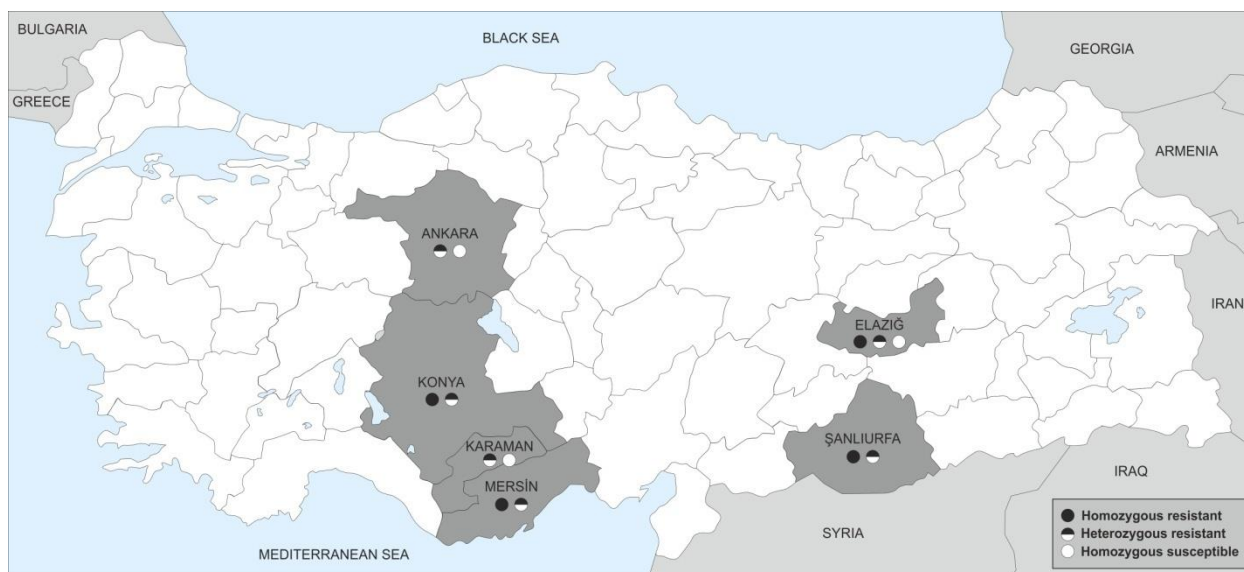 BULGARIA
BLACK SEA
GEORGIA
GREECE
ARMENIA
ANKARA
IRAN
ELAZIĞ
KONYA
ŞANLIURFA
KARAMAN
MERSİN
IRAQ
SYRIA
MEDITERRANEAN SEA
Homozygous resistant
Heterozygous resistant
Homozygous susceptible